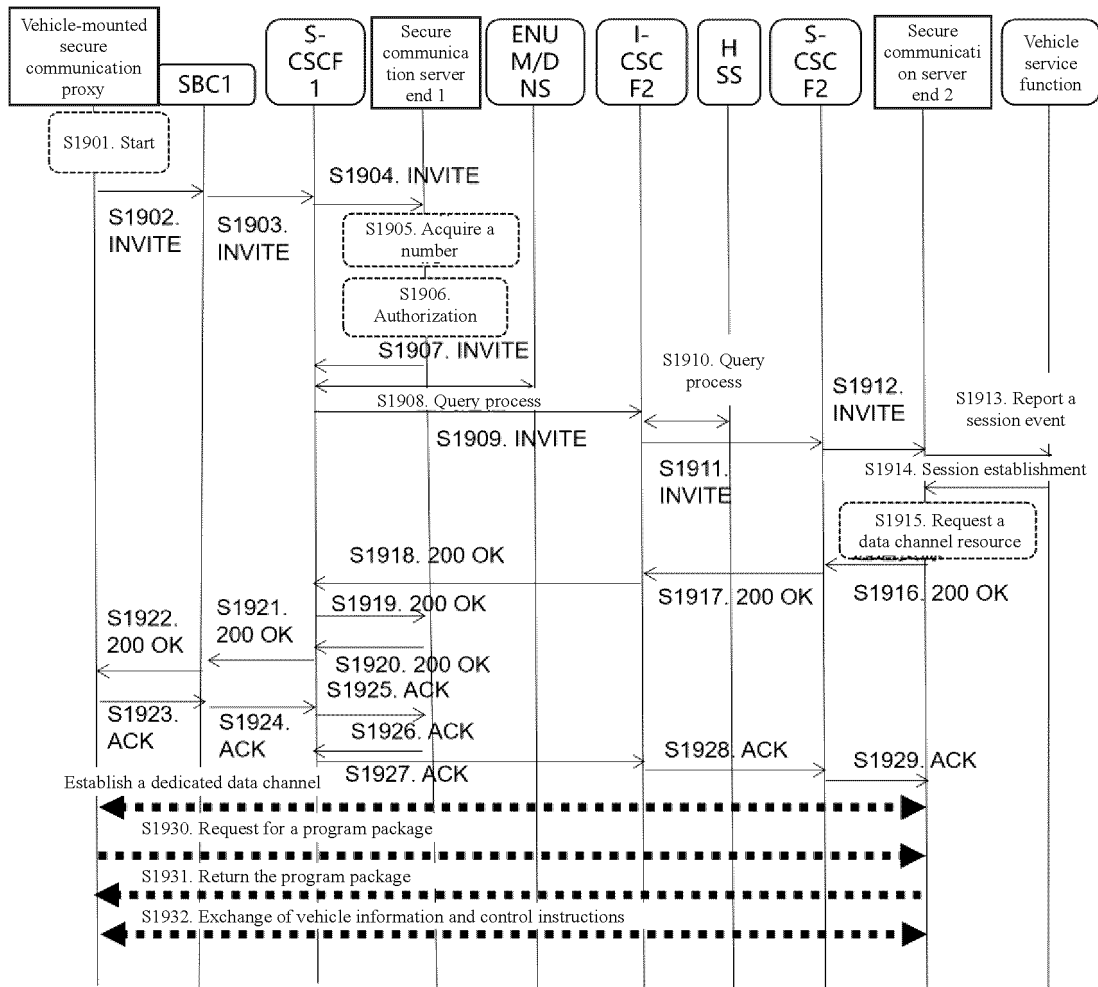 Vehicle-mounted
secure
communication
proxy
SBC1
S-
CSCF
1
Secure
communica
tion server
end 1
ENU
M/D
NS
I-
CSC
F2
H
SS
S-
CSC
F2
Secure
communicati
on server
end 2
Vehicle
service
function
S1901. Start
S1902.
INVITE
S1903.
INVITE
S1904. INVITE
S1905. Acquire a
number
S1906.
Authorization
S1907. INVITE
S1908. Query process
S1909. INVITE
S1910. Query
process
S1911.
INVITE
S1912.
INVITE
S1913. Report a
session event
S1914. Session establishment
S1915. Request a
data channel resource
S1916. 200 OK
S1917. 200 OK
S1918. 200 OK
S1919. 200 OK
S1920. 200 OK
S1921.
200 OK
S1922.
200 OK
S1923.
ACK
S1924.
ACK
S1925. ACK
S1926. ACK
S1927. ACK
S1928. ACK
S1929. ACK
Establish a dedicated data channel
S1930. Request for a program package
S1931. Return the program package
S1932. Exchange of vehicle information and control instructions